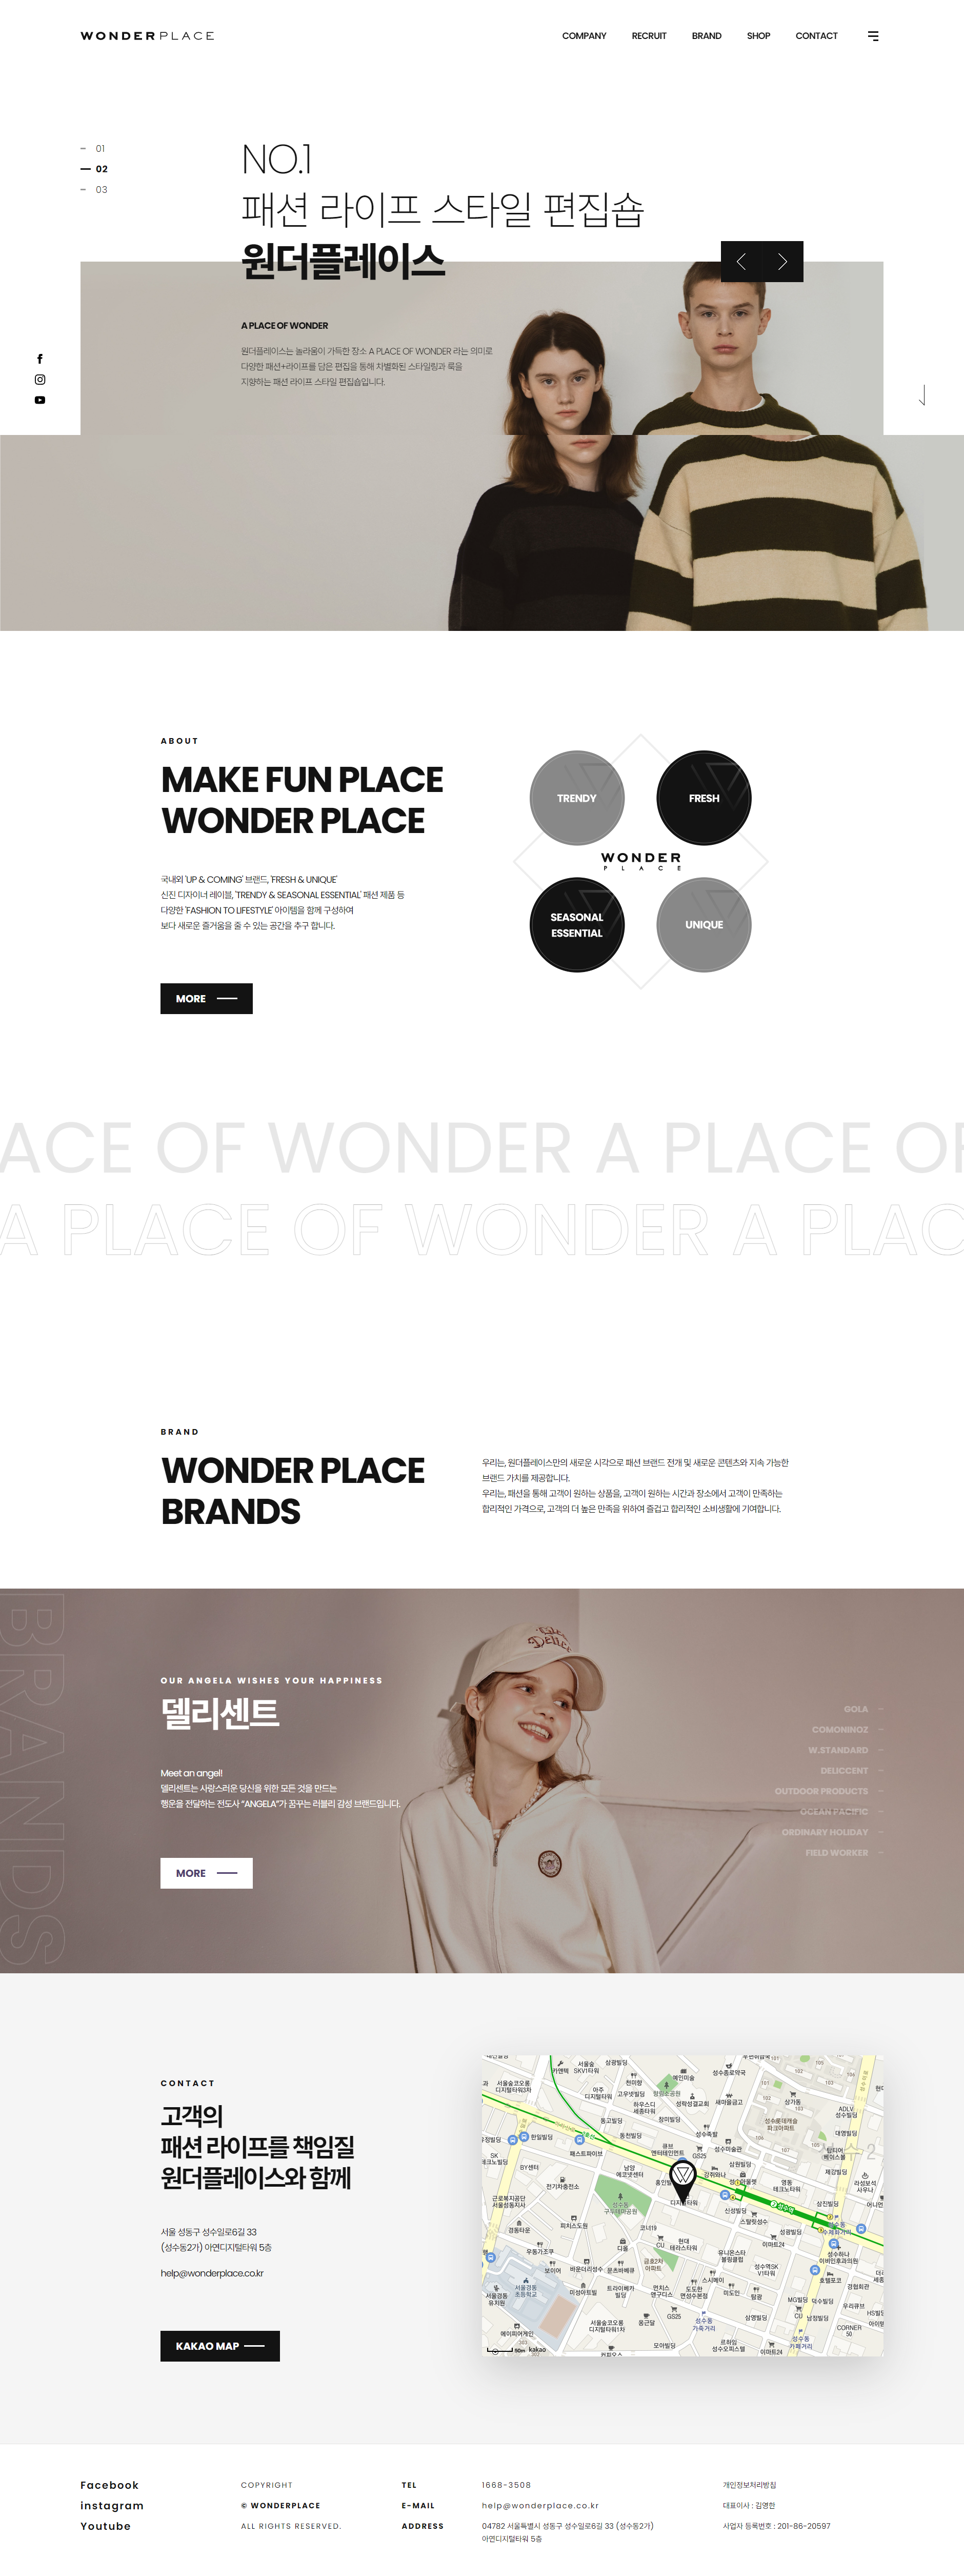 WONDERPLACE
COMPANY
RECRUIT
BRAND
SHOP
CONTACT
01
02
03
NO.1
패션 라이프 스타일 편집숍
원더플레이스
A PLACE OF WONDER
원더플레이스는 놀라움이 가득한 장소 A PLACE OF WONDER 라는 의미로
다양한 패션+라이프를 담은 편집을 통해 차별화된 스타일링과 룩을
지향하는 패션 라이프 스타일 편집숍입니다.
ABOUT
MAKE FUN PLACE
WONDER PLACE
국내외 'UP & COMING' 브랜드, 'FRESH & UNIQUE'
신진 디자이너 레이블, 'TRENDY & SEASONAL ESSENTIAL' 패션 제품 등
다양한 'FASHION TO LIFESTYLE' 아이템을 함께 구성하여
보다 새로운 즐거움을 줄 수 있는 공간을 추구 합니다.
MORE
TRENDY
FRESH
WONDER
PLACE
SEASONAL
ESSENTIAL
UNIQUE
ACE OF WONDER A PLACE OF
A PLACE OF WONDER A PLAC
BRAND
WONDER PLACE
BRANDS
우리는, 원더플레이스만의 새로운 시각으로 패션 브랜드 전개 및 새로운 콘텐츠와 지속 가능한
브랜드 가치를 제공합니다.
우리는, 패션을 통해 고객이 원하는 상품을, 고객이 원하는 시간과 장소에서 고객이 만족하는
합리적인 가격으로, 고객의 더 높은 만족을 위하여 즐겁고 합리적인 소비생활에 기여합니다.
BRANDS
OUR ANGELA WISHES YOUR HAPPINESS
델리센트
Meet an angel!
델리센트는 사랑스러운 당신을 위한 모든 것을 만드는
행운을 전달하는 전도사 "ANGELA"가 꿈꾸는 러블리 감성 브랜드입니다.
MORE
GOLA
COMONINOZ
W.STANDARD
DELICCENT
OUTDOOR PRODUCTS
OCEAN PACIFIC
ORDINARY HOLIDAY
FIELD WORKER
CONTACT
고객의
패션 라이프를 책임질
원더플레이스와 함께
서울 성동구 성수일로6길 33
(성수동2가) 아연디지털타워 5층
help@wonderplace.co.kr
KAKAO MAP
kakao
Facebook
instagram
Youtube
COPYRIGHT
© WONDERPLACE
ALL RIGHTS RESERVED.
TEL
1668-3508
E-MAIL
help@wonderplace.co.kr
ADDRESS
04782 서울특별시 성동구 성수일로6길 33 (성수동2가)
아연디지털타워 5층
개인정보처리방침
대표이사 : 김영한
사업자 등록번호 : 201-86-20597